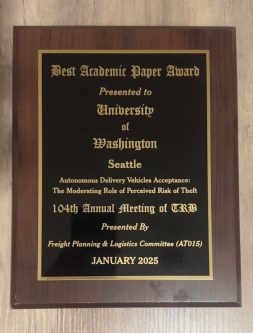 Best Academic Paper Award
Presented to
University
of
Washington
Seattle
Autonomous Delivery Vehicles Acceptance:
The Moderating Role of Perceived Risk of Theft
104th Annual Meeting of TRB
Presented By
Freight Planning & Logistics Committee (AT015)
JANUARY 2025